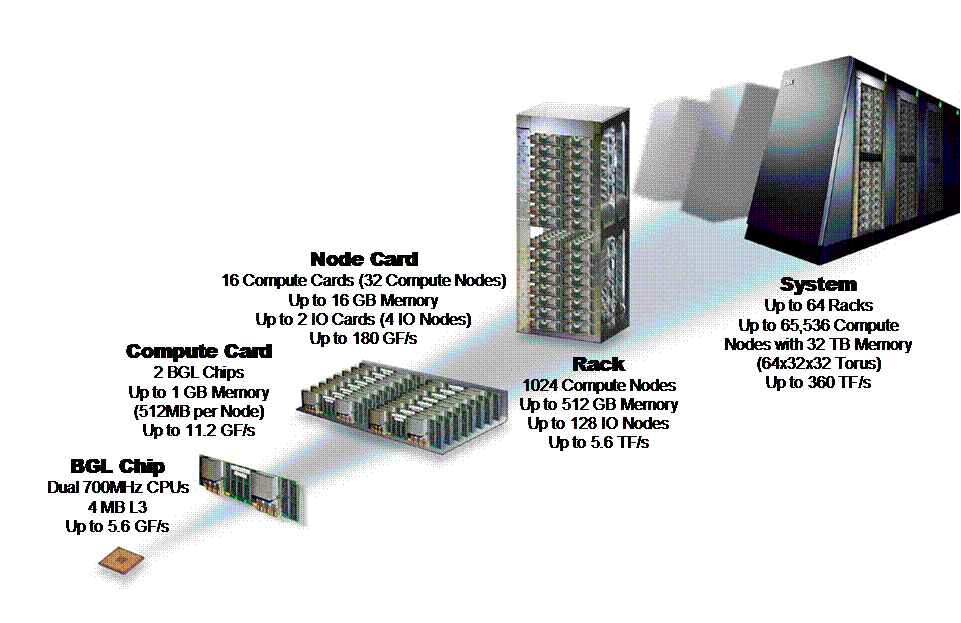 Node Card
16 Compute Cards (32 Compute Nodes)
Up to 16 GB Memory
Up to 2 IO Cards (4 IO Nodes)
Up to 180 GF/s
Compute Card
2 BGL Chips
Up to 1 GB Memory
(512MB per Node)
Up to 11.2 GF/s
BGL Chip
Dual 700MHz CPUs
4 MB L3
Up to 5.6 GF/s
Rack
1024 Compute Nodes
Up to 512 GB Memory
Up to 128 IO Nodes
Up to 5.6 TF/s
System
Up to 64 Racks
Up to 65,536 Compute
Nodes with 32 TB Memory
(64x32x32 Torus)
Up to 360 TF/s